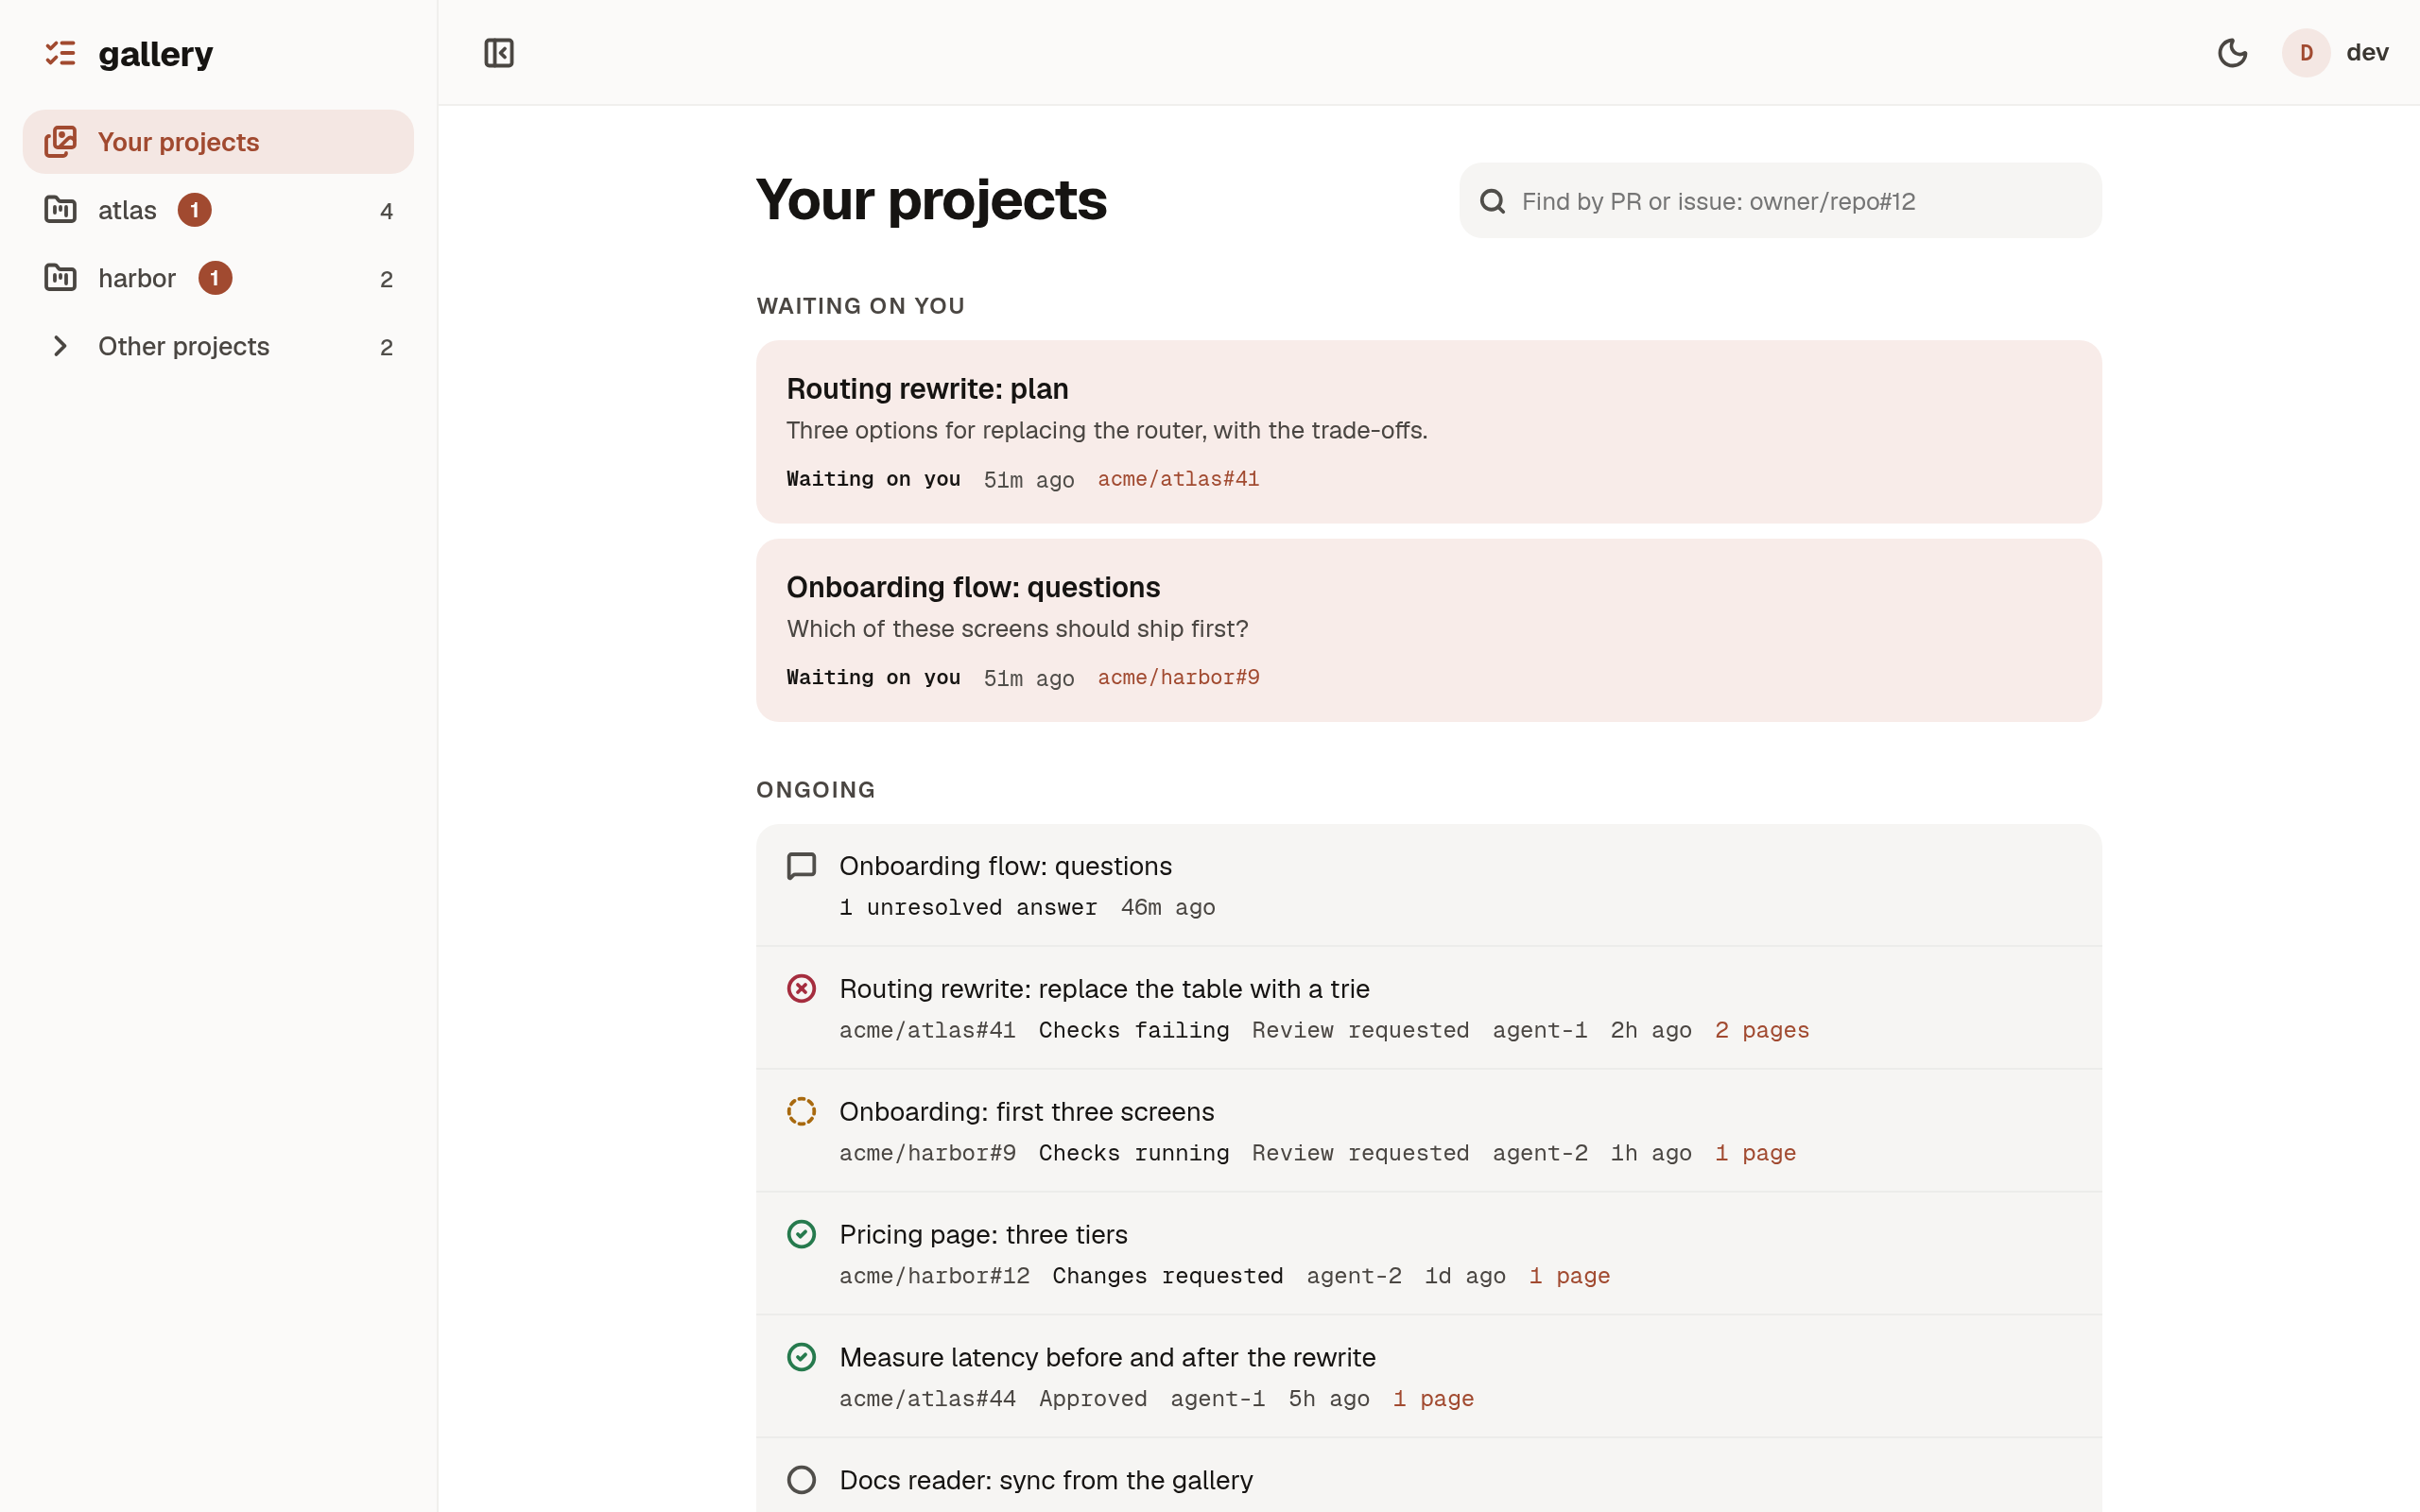 gallery
Your projects
atlas 1 4
harbor 1 2
Other projects 2
D dev
Your projects
Find by PR or issue: owner/repo#12
WAITING ON YOU
Routing rewrite: plan
Three options for replacing the router, with the trade-offs.
Waiting on you 51m ago acme/atlas#41
Onboarding flow: questions
Which of these screens should ship first?
Waiting on you 51m ago acme/harbor#9
ONGOING
Onboarding flow: questions
1 unresolved answer 46m ago
Routing rewrite: replace the table with a trie
acme/atlas#41 Checks failing Review requested agent-1 2h ago 2 pages
Onboarding: first three screens
acme/harbor#9 Checks running Review requested agent-2 1h ago 1 page
Pricing page: three tiers
acme/harbor#12 Changes requested agent-2 1d ago 1 page
Measure latency before and after the rewrite
acme/atlas#44 Approved agent-1 5h ago 1 page
Docs reader: sync from the gallery